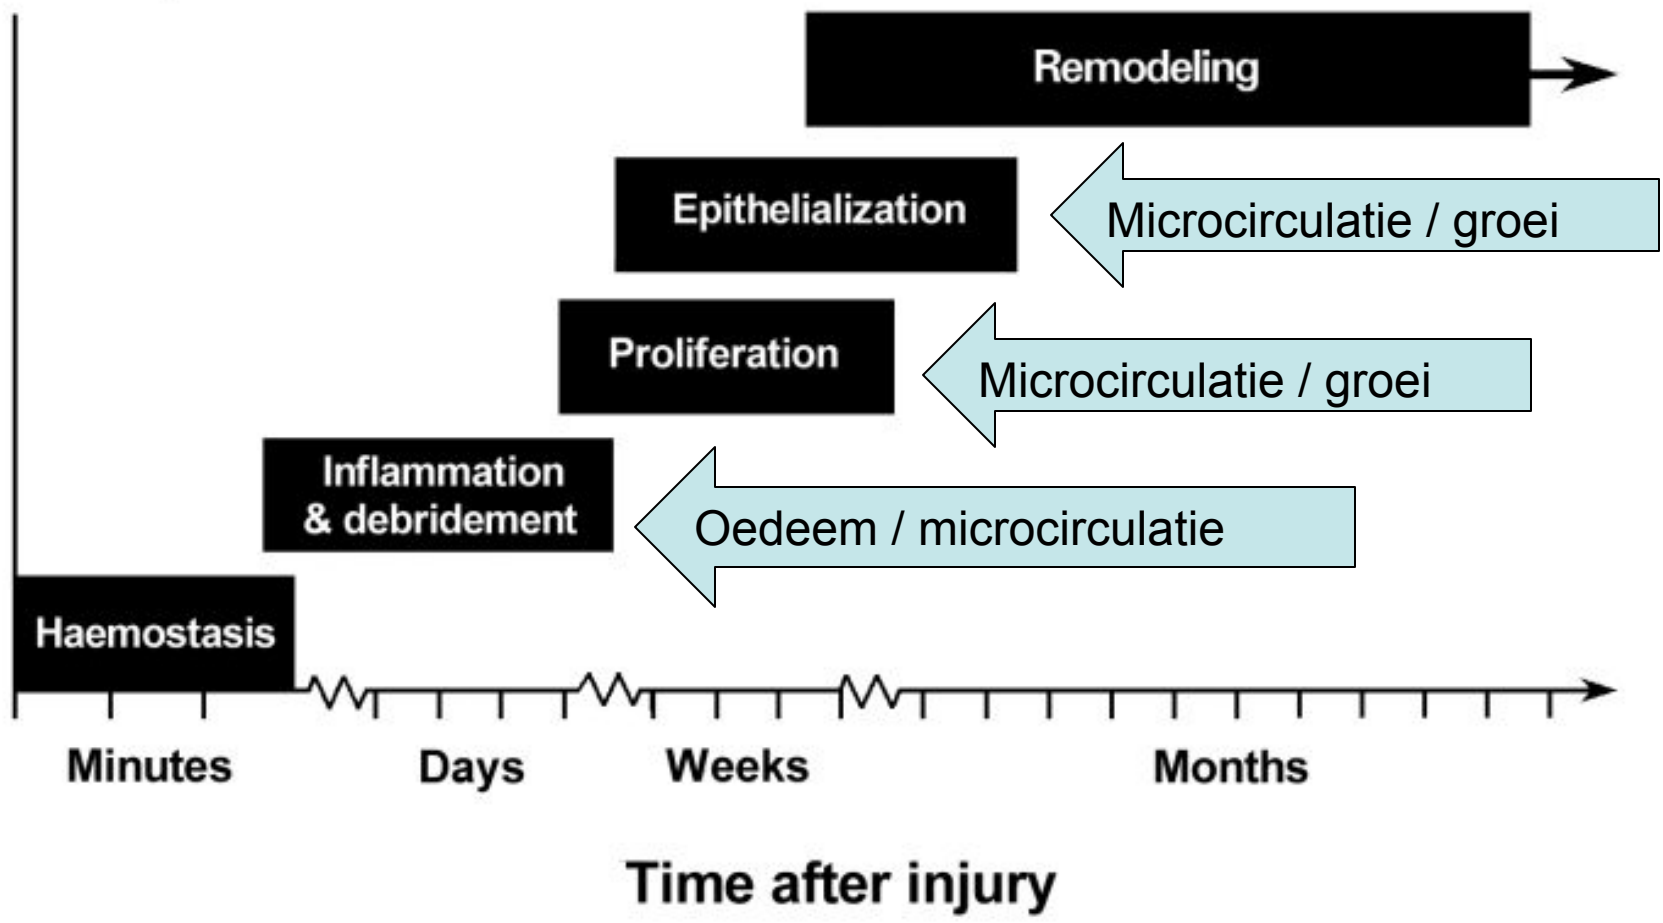 Remodeling
Epithelialization
Microcirculatie / groei
Proliferation
Microcirculatie / groei
Inflammation
& debridement
Oedeem / microcirculatie
Haemostasis
Minutes
Days
Weeks
Months
Time after injury